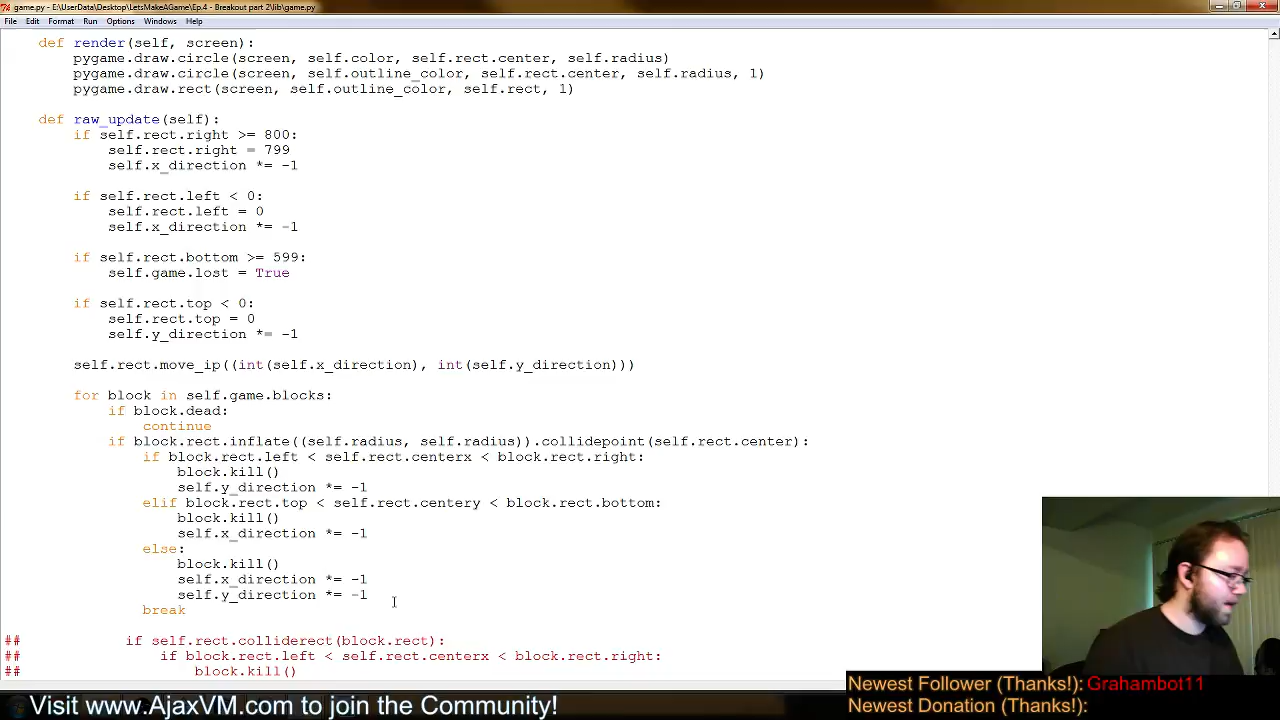 game.py - E:\UserData\Desktop\LetsMakeAGame\Ep.4 - Breakout part 2\lib\game.py
File Edit Format Run Options Windows Help
def render(self, screen):
pygame.draw.circle(screen, self.color, self.rect.center, self.radius)
pygame.draw.circle(screen, self.outline_color, self.rect.center, self.radius, 1)
pygame.draw.rect(screen, self.outline_color, self.rect, 1)
def raw_update(self):
if self.rect.right >= 800:
self.rect.right = 799
self.x_direction *= -1
if self.rect.left < 0:
self.rect.left = 0
self.x_direction *= -1
if self.rect.bottom >= 599:
self.game.lost = True
if self.rect.top < 0:
self.rect.top = 0
self.y_direction *= -1
self.rect.move_ip((int(self.x_direction), int(self.y_direction)))
for block in self.game.blocks:
if block.dead:
continue
if block.rect.inflate((self.radius, self.radius)).collidepoint(self.rect.center):
if block.rect.left < self.rect.centerx < block.rect.right:
block.kill()
self.y_direction *= -1
elif block.rect.top < self.rect.centery < block.rect.bottom:
block.kill()
self.x_direction *= -1
else:
block.kill()
self.x_direction *= -1
self.y_direction *= -1
break
## if self.rect.colliderect(block.rect):
## if block.rect.left < self.rect.centerx < block.rect.right:
## block.kill()
Newest Follower (Thanks!): Grahambot11
Visit www.AjaxVM.com to join the Community!
Newest Donation (Thanks!):